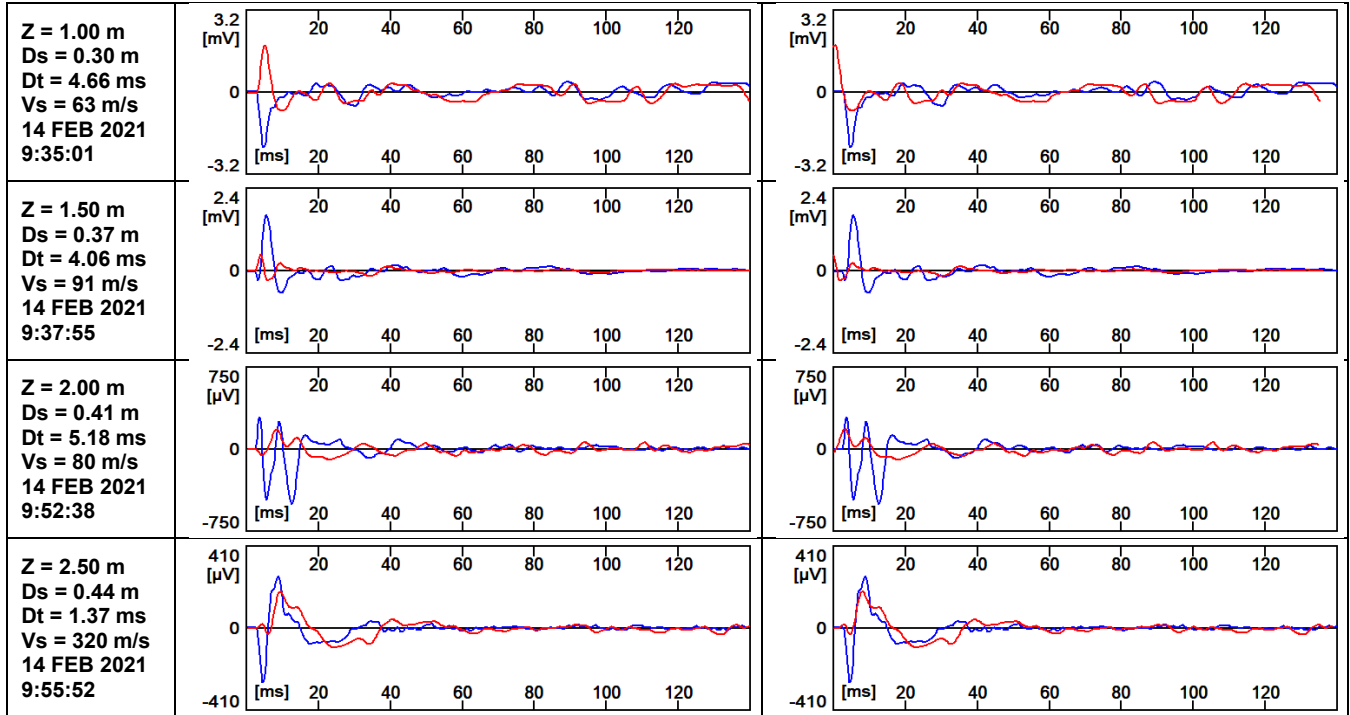 Z = 1.00 m
Ds = 0.30 m
Dt = 4.66 ms
Vs = 63 m/s
14 FEB 2021
9:35:01
3.2 20 40 60 80 100 120
[mV]
0
-3.2 [ms] 20 40 60 80 100 120
3.2 20 40 60 80 100 120
[mV]
0
-3.2 [ms] 20 40 60 80 100 120
Z = 1.50 m
Ds = 0.37 m
Dt = 4.06 ms
Vs = 91 m/s
14 FEB 2021
9:37:55
2.4 20 40 60 80 100 120
[mV]
0
-2.4 [ms] 20 40 60 80 100 120
2.4 20 40 60 80 100 120
[mV]
0
-2.4 [ms] 20 40 60 80 100 120
Z = 2.00 m
Ds = 0.41 m
Dt = 5.18 ms
Vs = 80 m/s
14 FEB 2021
9:52:38
750 20 40 60 80 100 120
[µV]
0
-750 [ms] 20 40 60 80 100 120
750 20 40 60 80 100 120
[µV]
0
-750 [ms] 20 40 60 80 100 120
Z = 2.50 m
Ds = 0.44 m
Dt = 1.37 ms
Vs = 320 m/s
14 FEB 2021
9:55:52
410 20 40 60 80 100 120
[µV]
0
-410 [ms] 20 40 60 80 100 120
410 20 40 60 80 100 120
[µV]
0
-410 [ms] 20 40 60 80 100 120